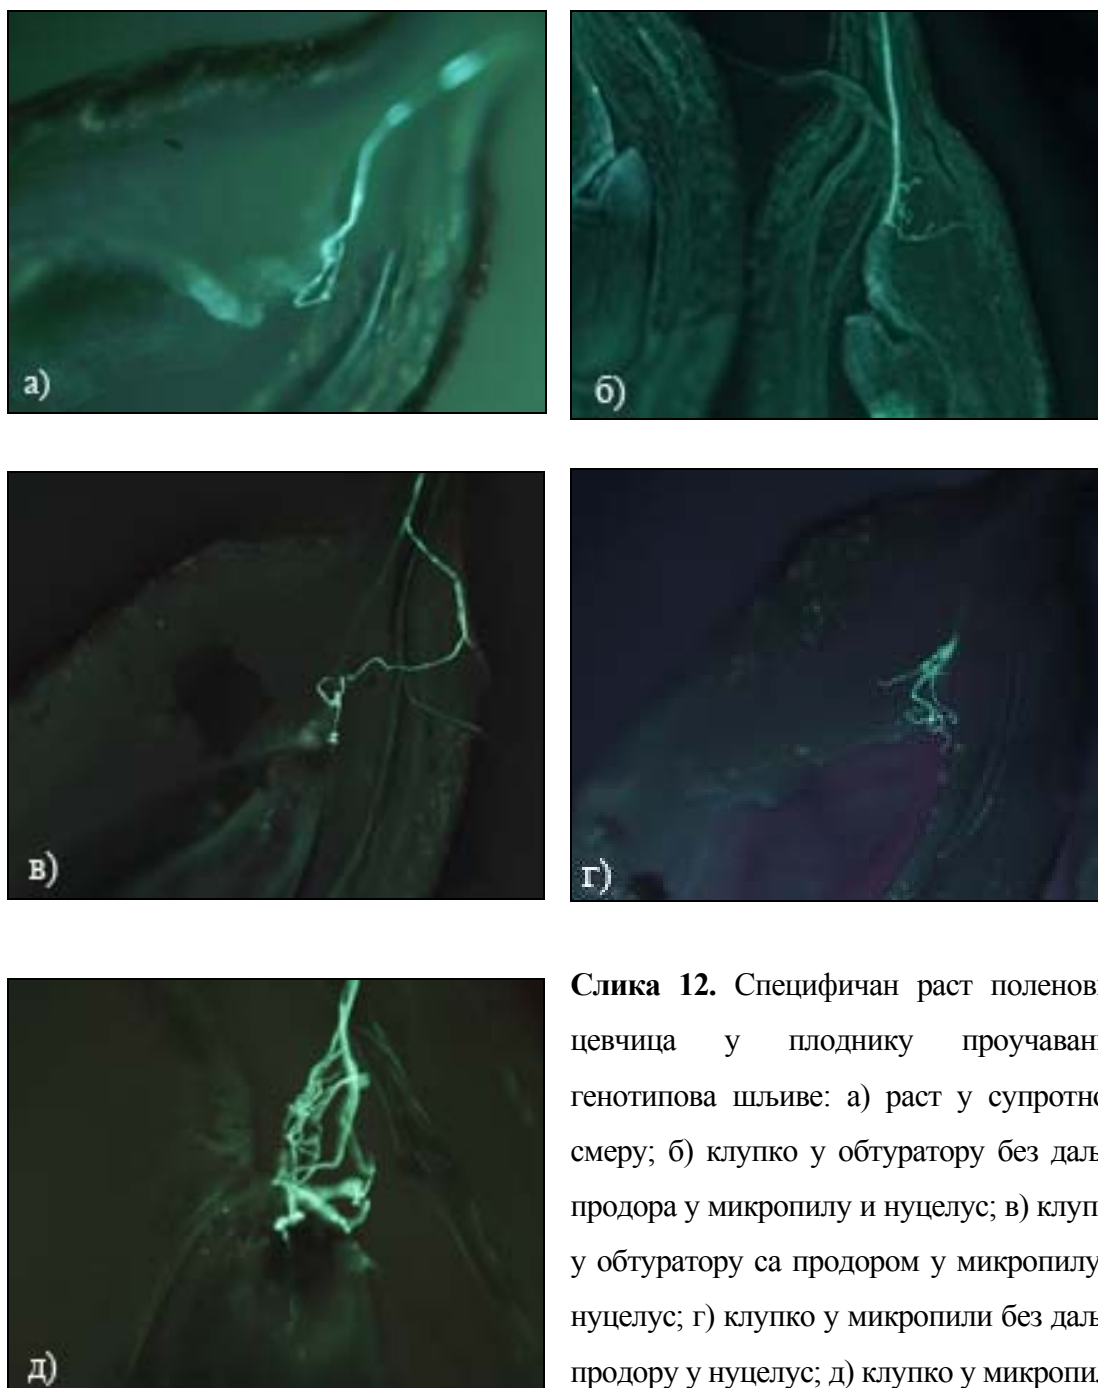 а)
б)
в)
г)
д)
Слика 12. Специфичан раст поленов
цевчица у плоднику проучаван
генотипова шљиве: а) раст у супротно
смеру; б) клупко у обтуратору без даљ
продора у микропилу и нуцелус; в) клуп
у обтуратору са продором у микропилу
нуцелус; г) клупко у микропили без даљ
продору у нуцелус; д) клупко у микропил